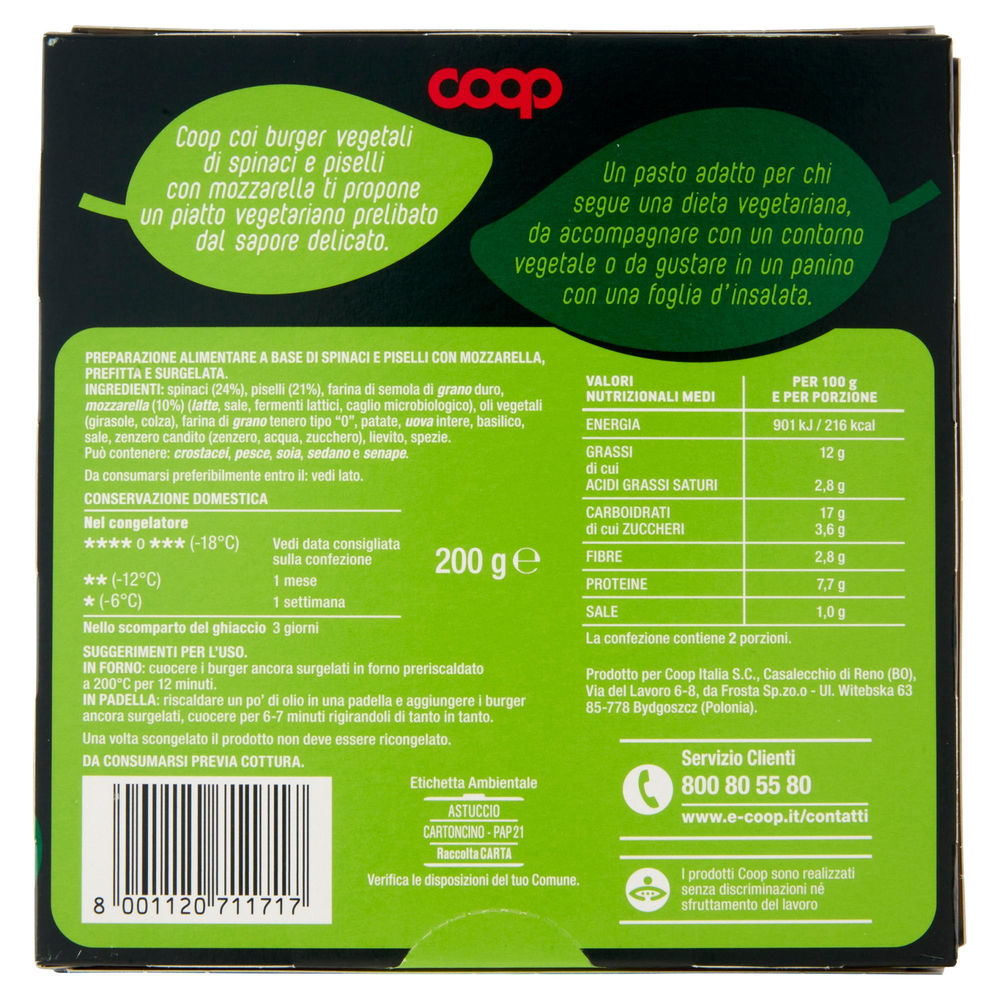 coop
Coop coi burger vegetali
di spinaci e piselli
con mozzarella ti propone
un piatto vegetariano prelibato
dal sapore delicato.
Un pasto adatto per chi
segue una dieta vegetariana,
da accompagnare con un contorno
vegetale o da gustare in un panino
con una foglia d'insalata.
PREPARAZIONE ALIMENTARE A BASE DI SPINACI E PISELLI CON MOZZARELLA,
PREFITTA E SURGELATA.
INGREDIENTI: spinaci (24%), piselli (21%), farina di semola di grano duro,
mozzarella (10%) (latte, sale, fermenti lattici, caglio microbiologico), oli vegetali
(girasole, colza), farina di grano tenero tipo "0", patate, uova intere, basilico,
sale, zenzero candito (zenzero, acqua, zucchero), lievito, spezie.
Può contenere: crostacei, pesce, soia, sedano e senape.
Da consumarsi preferibilmente entro il: vedi lato.
CONSERVAZIONE DOMESTICA
Nel congelatore
**** o *** (-18°C) Vedi data consigliata
sulla confezione
** (-12°C) 1 mese
* (-6°C) 1 settimana
Nello scomparto del ghiaccio 3 giorni
200 g ℮
SUGGERIMENTI PER L'USO.
IN FORNO: cuocere i burger ancora surgelati in forno preriscaldato
a 200°C per 12 minuti.
IN PADELLA: riscaldare un po' di olio in una padella e aggiungere i burger
ancora surgelati, cuocere per 6-7 minuti rigirandoli di tanto in tanto.
Una volta scongelato il prodotto non deve essere ricongelato.
DA CONSUMARSI PREVIA COTTURA.
8 001120 711717
Etichetta Ambientale
ASTUCCIO
CARTONCINO - PAP 21
Raccolta CARTA
Verifica le disposizioni del tuo Comune.
VALORI PER 100 g
NUTRIZIONALI MEDI E PER PORZIONE
ENERGIA 901 kJ / 216 kcal
GRASSI 12 g
di cui
ACIDI GRASSI SATURI 2,8 g
CARBOIDRATI 17 g
di cui ZUCCHERI 3,6 g
FIBRE 2,8 g
PROTEINE 7,7 g
SALE 1,0 g
La confezione contiene 2 porzioni.
Prodotto per Coop Italia S.C., Casalecchio di Reno (BO),
Via del Lavoro 6-8, da Frosta Sp.zo.o - Ul. Witebska 63
85-778 Bydgoszcz (Polonia).
Servizio Clienti
800 80 55 80
www.e-coop.it/contatti
I prodotti Coop sono realizzati
senza discriminazioni né
sfruttamento del lavoro